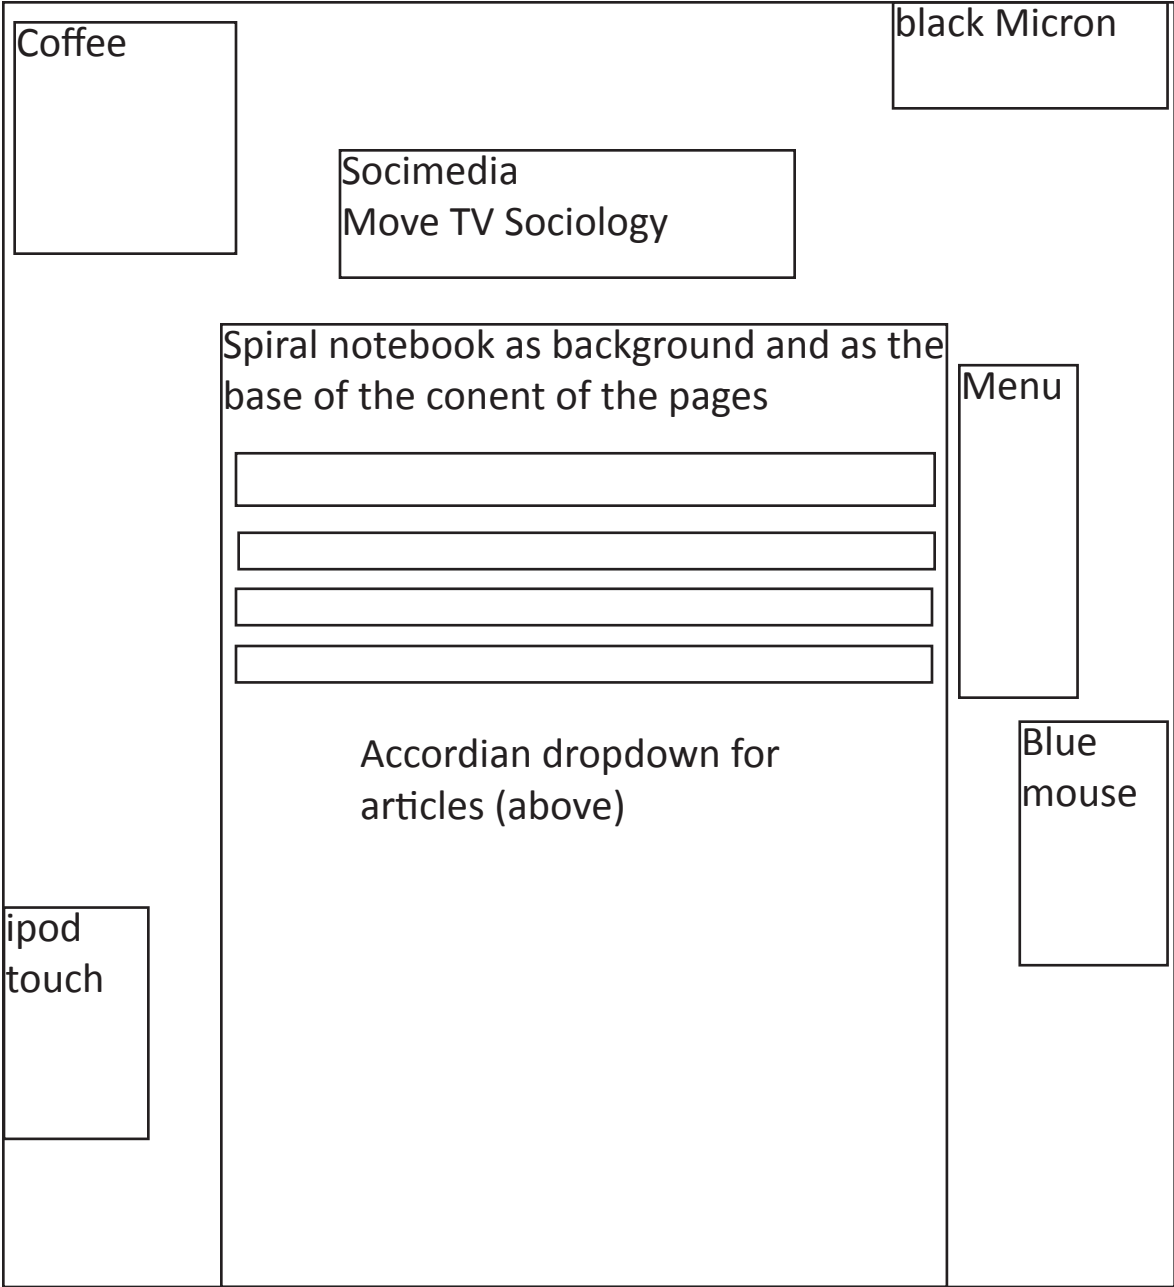 Coffee
black Micron
Socimedia
Move TV Sociology
Spiral notebook as background and as the
base of the conent of the pages
Menu
Accordian dropdown for
articles (above)
Blue
mouse
ipod
touch